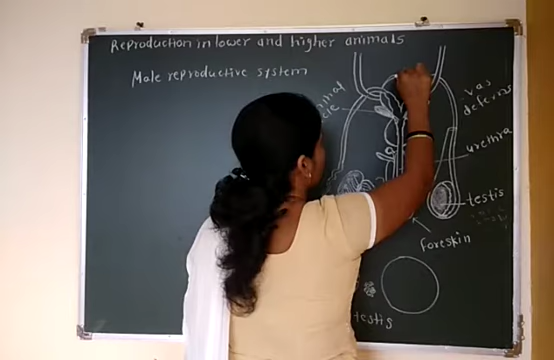 Reproduction in lower and higher animals
Male reproductive system
vas
deferens
urethra
testis
foreskin
testis